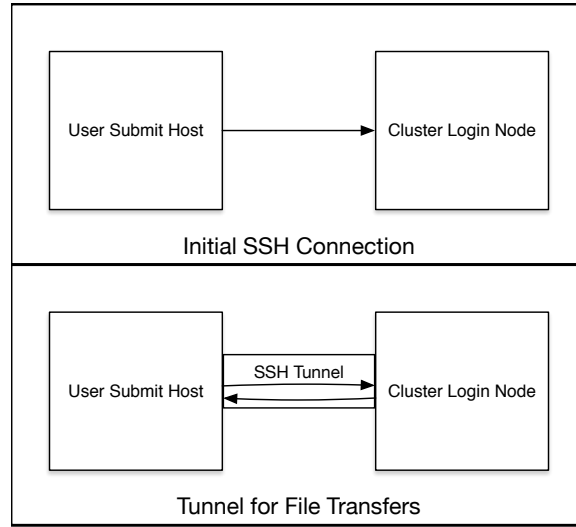 User Submit Host
Cluster Login Node
Initial SSH Connection
SSH Tunnel
User Submit Host
Cluster Login Node
Tunnel for File Transfers